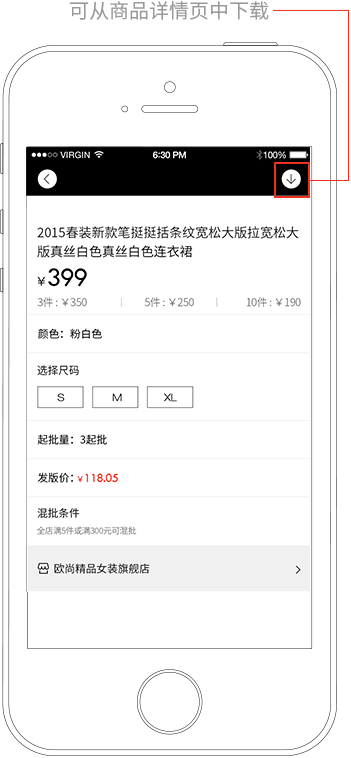 可从商品详情页中下载
VIRGIN 6:30 PM 100%
2015春装新款笔挺挺括条纹宽松大版拉宽松大
版真丝白色真丝白色连衣裙
¥399
3件：¥350 5件：¥250 10件：¥190
颜色：粉白色
选择尺码
S M XL
起批量：3起批
发版价：¥118.05
混批条件
全店满5件或满300元可混批
欧尚精品女装旗舰店